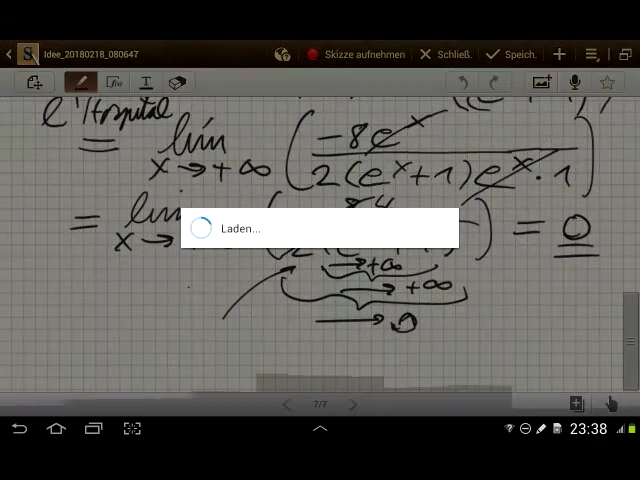 Idee_20180218_080647
Skizze aufnehmen
Schließ.
Speich.
f(x)
T
l'Hospital
= lim x→+∞ ( −8e^x / 2(e^x+1)e^x·1 )
= lim x→
Laden...
= 0
→+∞
→+∞
→0
7/7
23:38